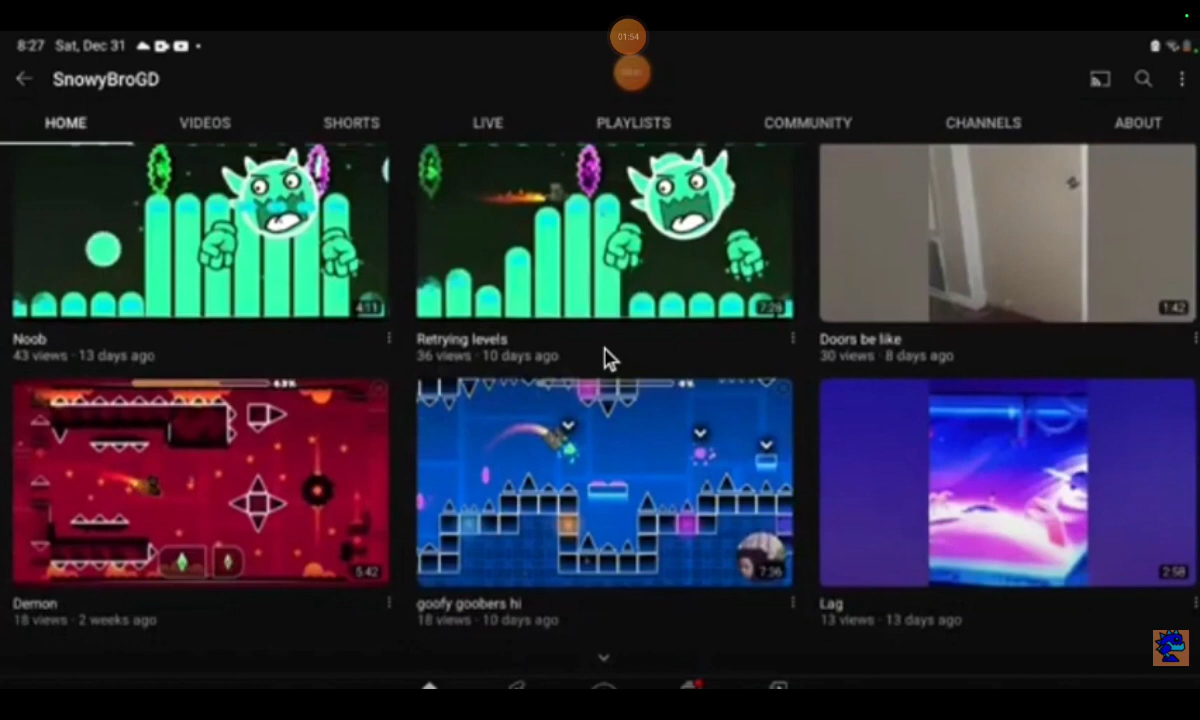 01:54
8:27 Sat, Dec 31
SnowyBroGD
HOME VIDEOS SHORTS LIVE PLAYLISTS COMMUNITY CHANNELS ABOUT
4:11
7:26
1:42
Noob
43 views · 13 days ago
Retrying levels
36 views · 10 days ago
Doors be like
30 views · 8 days ago
5:42
7:36
2:58
Demon
18 views · 2 weeks ago
goofy goobers hi
18 views · 10 days ago
Lag
13 views · 13 days ago